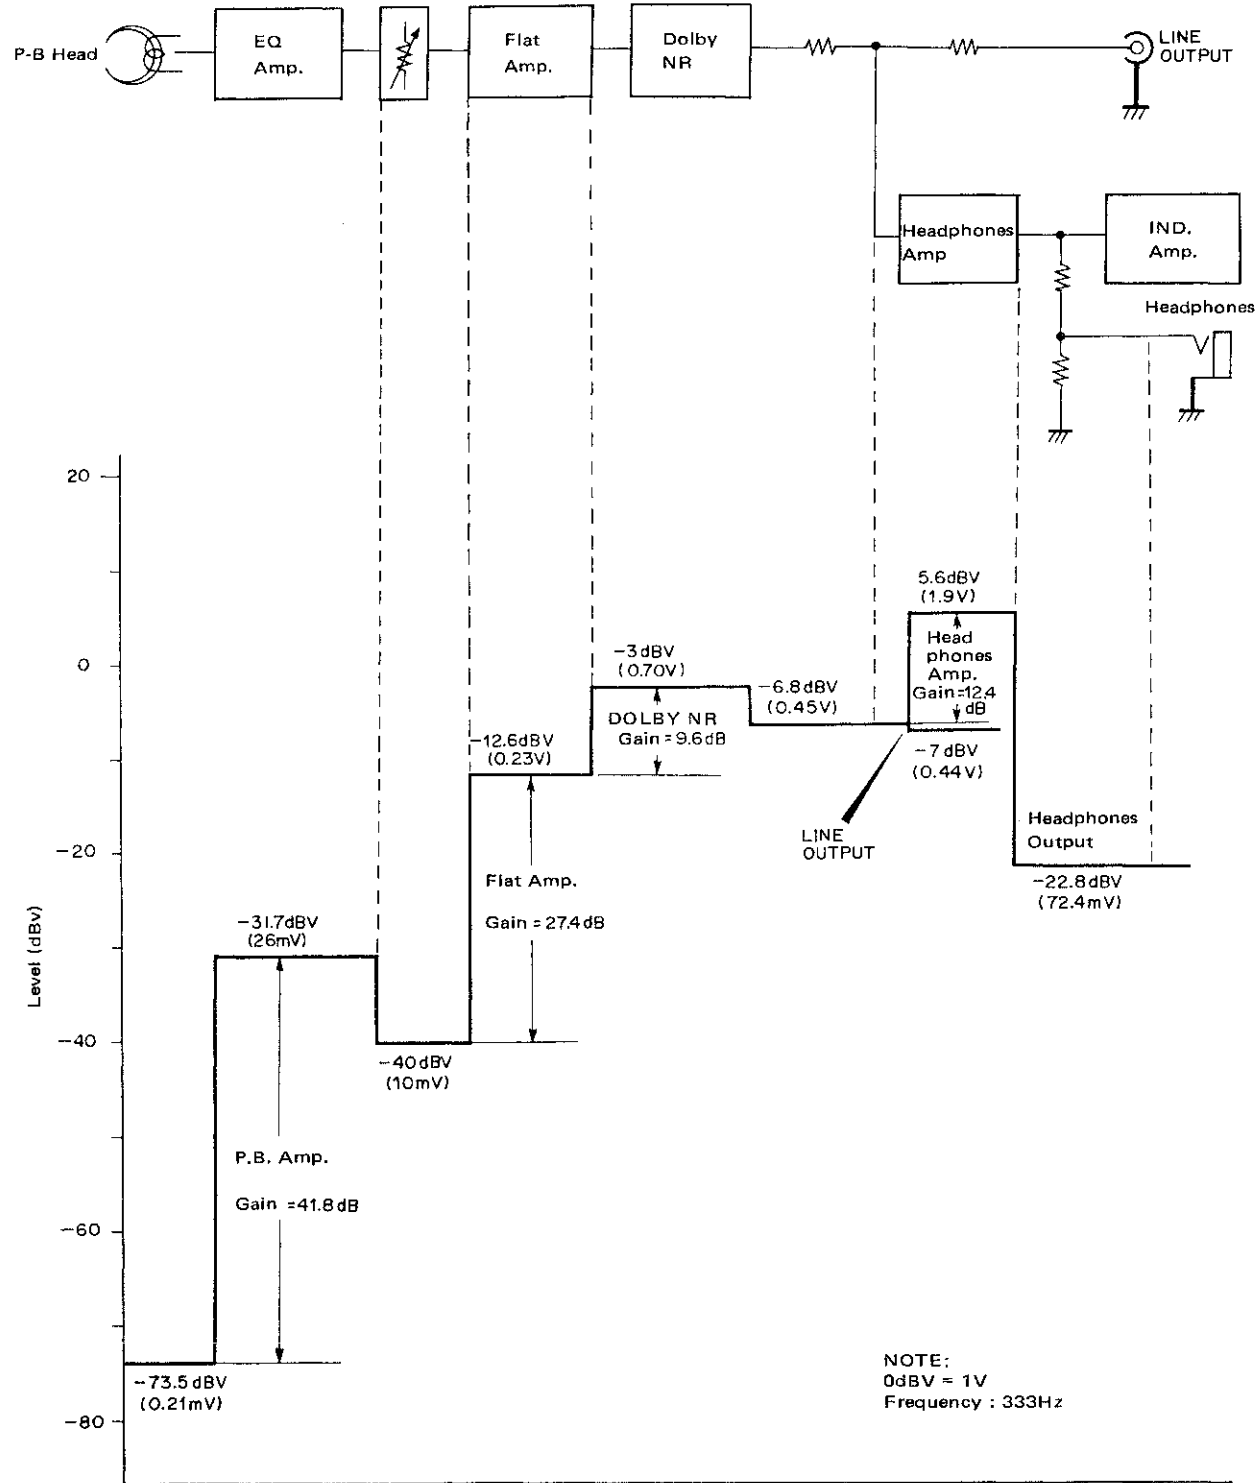 P-B Head
EQ
Amp.
Flat
Amp.
Dolby
NR
LINE
OUTPUT
Headphones
Amp
IND.
Amp.
Headphones
20
0
−20
−40
−60
−80
Level (dBv)
5.6dBV
(1.9V)
Head
phones
Amp.
Gain=12.4
dB
−3dBV
(0.70V)
−6.8dBV
(0.45V)
DOLBY NR
Gain=9.6dB
−12.6dBV
(0.23V)
−7dBV
(0.44V)
LINE
OUTPUT
Headphones
Output
−22.8dBV
(72.4mV)
Flat Amp.
Gain=27.4dB
−31.7dBV
(26mV)
−40dBV
(10mV)
P.B. Amp.
Gain=41.8dB
−73.5dBV
(0.21mV)
NOTE:
0dBV = 1V
Frequency : 333Hz